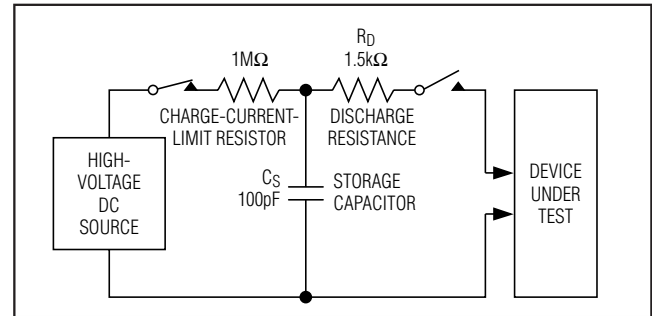 R_D
1MΩ
1.5kΩ
CHARGE-CURRENT-
LIMIT RESISTOR
DISCHARGE
RESISTANCE
HIGH-
VOLTAGE
DC
SOURCE
C_S
100pF
STORAGE
CAPACITOR
DEVICE
UNDER
TEST